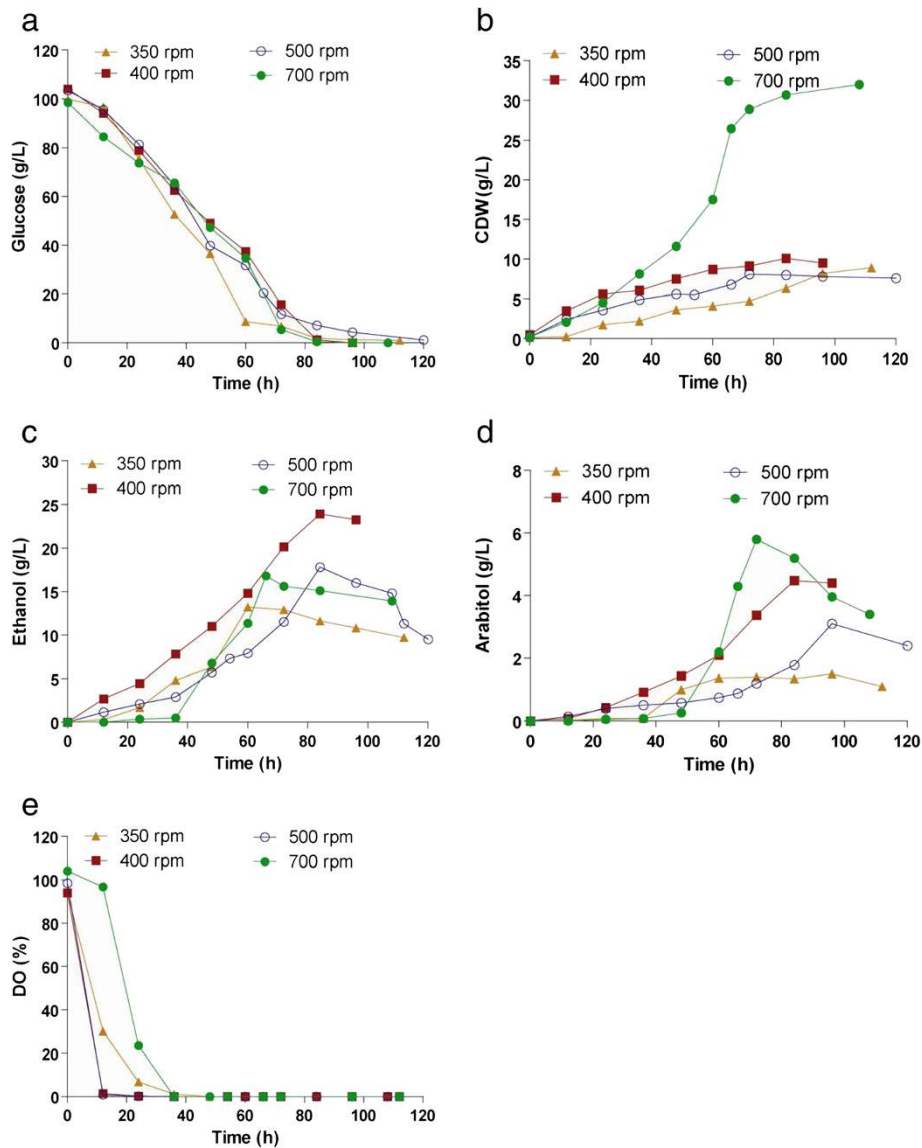 a
350 rpm 500 rpm
400 rpm 700 rpm
Glucose (g/L)
120
100
80
60
40
20
0
0 20 40 60 80 100 120
Time (h)
b
350 rpm 500 rpm
400 rpm 700 rpm
CDW (g/L)
35
30
25
20
15
10
5
0
0 20 40 60 80 100 120
Time (h)
c
350 rpm 500 rpm
400 rpm 700 rpm
Ethanol (g/L)
30
25
20
15
10
5
0
0 20 40 60 80 100 120
Time (h)
d
350 rpm 500 rpm
400 rpm 700 rpm
Arabitol (g/L)
8
6
4
2
0
0 20 40 60 80 100 120
Time (h)
e
350 rpm 500 rpm
400 rpm 700 rpm
DO (%)
120
100
80
60
40
20
0
0 20 40 60 80 100 120
Time (h)